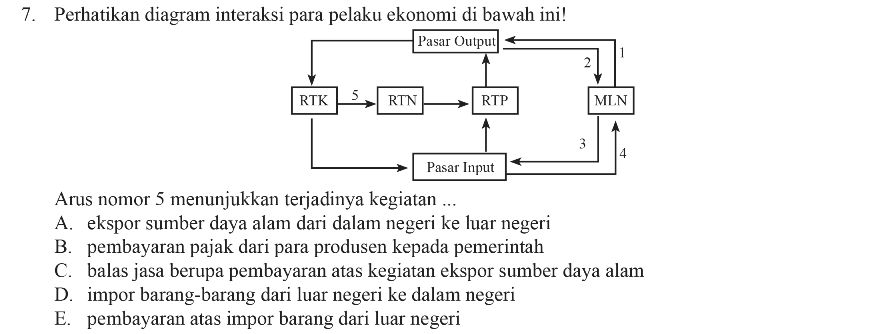 7. Perhatikan diagram interaksi para pelaku ekonomi di bawah ini!
Pasar Output
1
2
RTK
5
RTN
RTP
MLN
3
4
Pasar Input
Arus nomor 5 menunjukkan terjadinya kegiatan ...
A. ekspor sumber daya alam dari dalam negeri ke luar negeri
B. pembayaran pajak dari para produsen kepada pemerintah
C. balas jasa berupa pembayaran atas kegiatan ekspor sumber daya alam
D. impor barang-barang dari luar negeri ke dalam negeri
E. pembayaran atas impor barang dari luar negeri